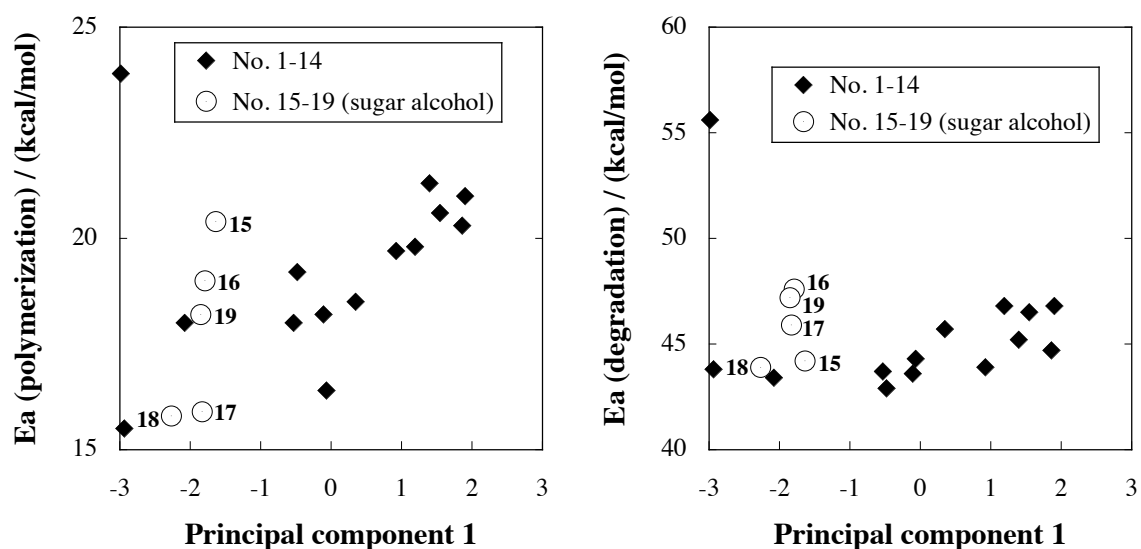 Ea (polymerization) / (kcal/mol)
25
20
15
No. 1-14
No. 15-19 (sugar alcohol)
15
16
19
18
17
-3 -2 -1 0 1 2 3
Principal component 1
Ea (degradation) / (kcal/mol)
60
55
50
45
40
No. 1-14
No. 15-19 (sugar alcohol)
16
19
17
18
15
-3 -2 -1 0 1 2 3
Principal component 1